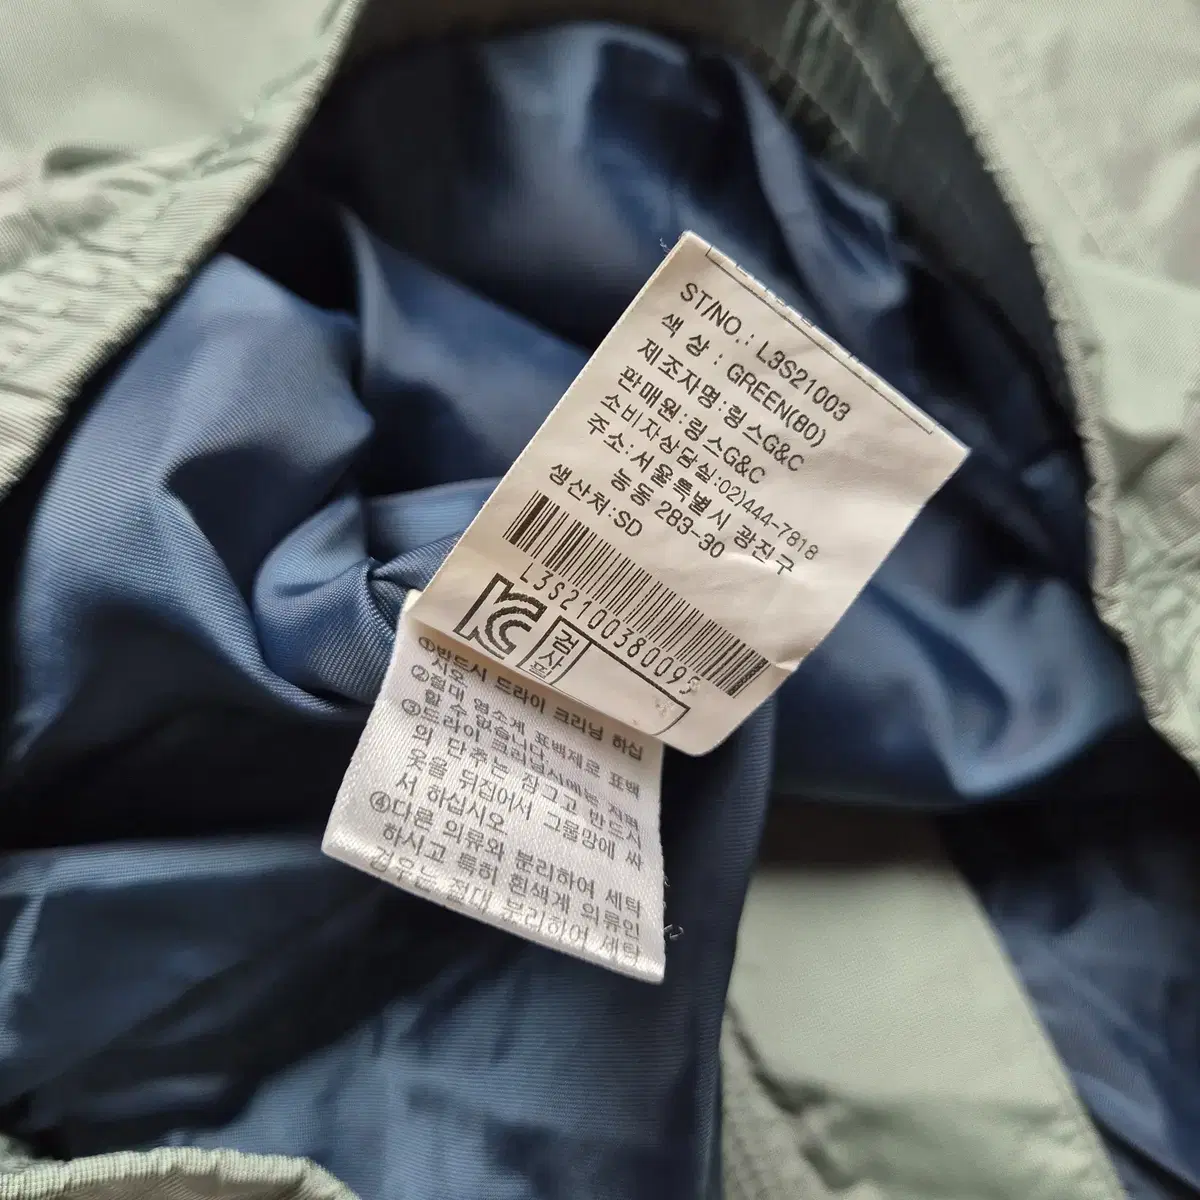 ST/NO.: L3S21003
색 상 : GREEN(80)
제조자명:링스G&C
판매원:링스G&C
소비자상담실:02)444-7818
주소:서울특별시 광진구
능동 283-30
생산처:SD
L3S2100380095
KC
검사
품
①반드시 드라이 크리닝 하십
시오
②절대 염소계 표백제로 표백
할 수 없습니다
③드라이 크리닝시에는 지퍼
의 단추는 잠그고 반드시
옷을 뒤집어서 그물망에 싸
서 하십시오
④다른 의류와 분리하여 세탁
하시고 특히 흰색계 의류인
경우는 절대 분리하여 세탁